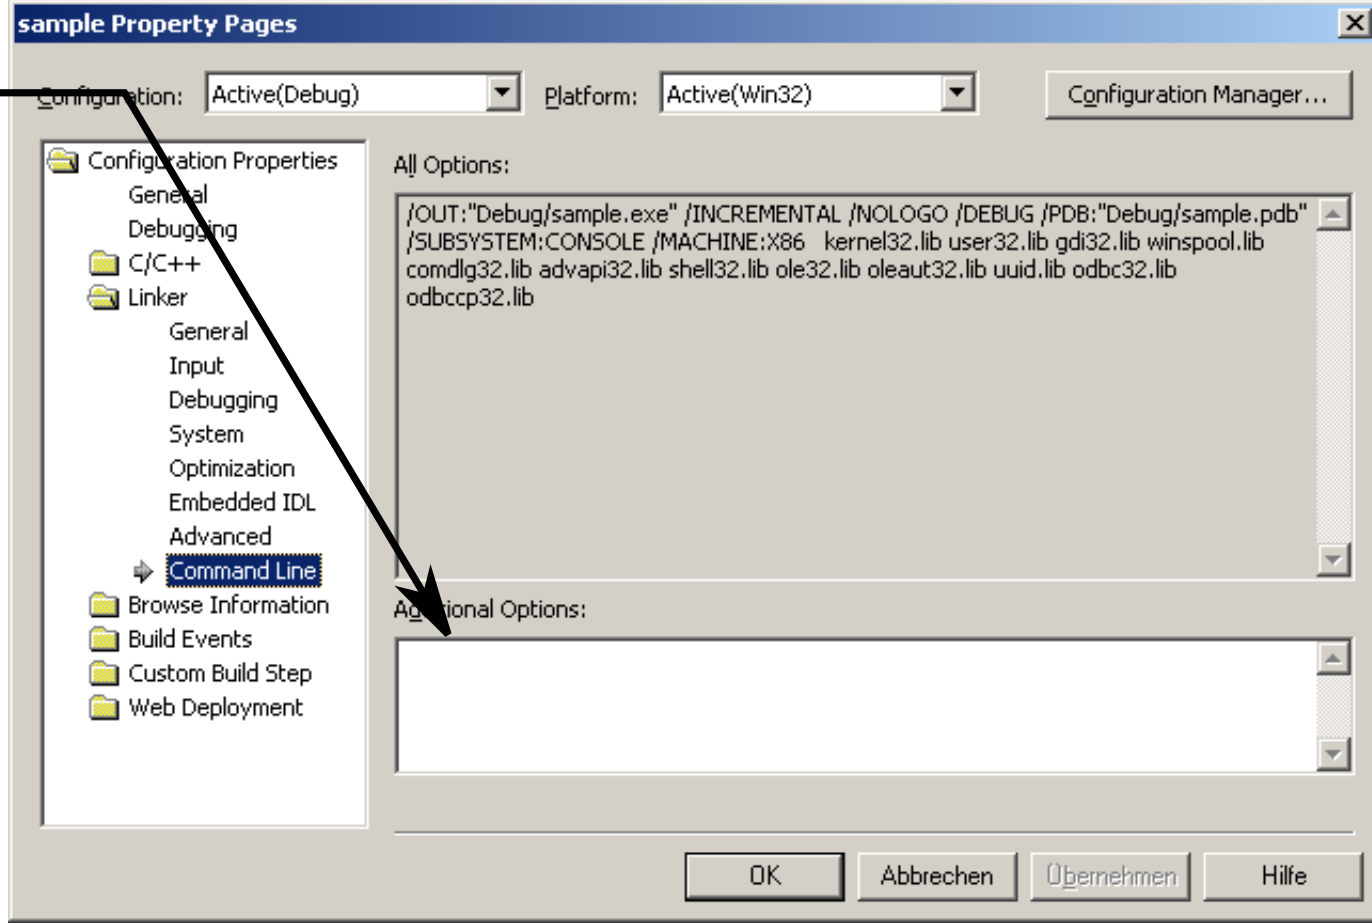 sample Property Pages
Configuration: Active(Debug) Platform: Active(Win32) Configuration Manager...
Configuration Properties
General
Debugging
C/C++
Linker
General
Input
Debugging
System
Optimization
Embedded IDL
Advanced
Command Line
Browse Information
Build Events
Custom Build Step
Web Deployment
All Options:
/OUT:"Debug/sample.exe" /INCREMENTAL /NOLOGO /DEBUG /PDB:"Debug/sample.pdb"
/SUBSYSTEM:CONSOLE /MACHINE:X86 kernel32.lib user32.lib gdi32.lib winspool.lib
comdlg32.lib advapi32.lib shell32.lib ole32.lib oleaut32.lib uuid.lib odbc32.lib
odbccp32.lib
Additional Options:
OK Abbrechen Übernehmen Hilfe